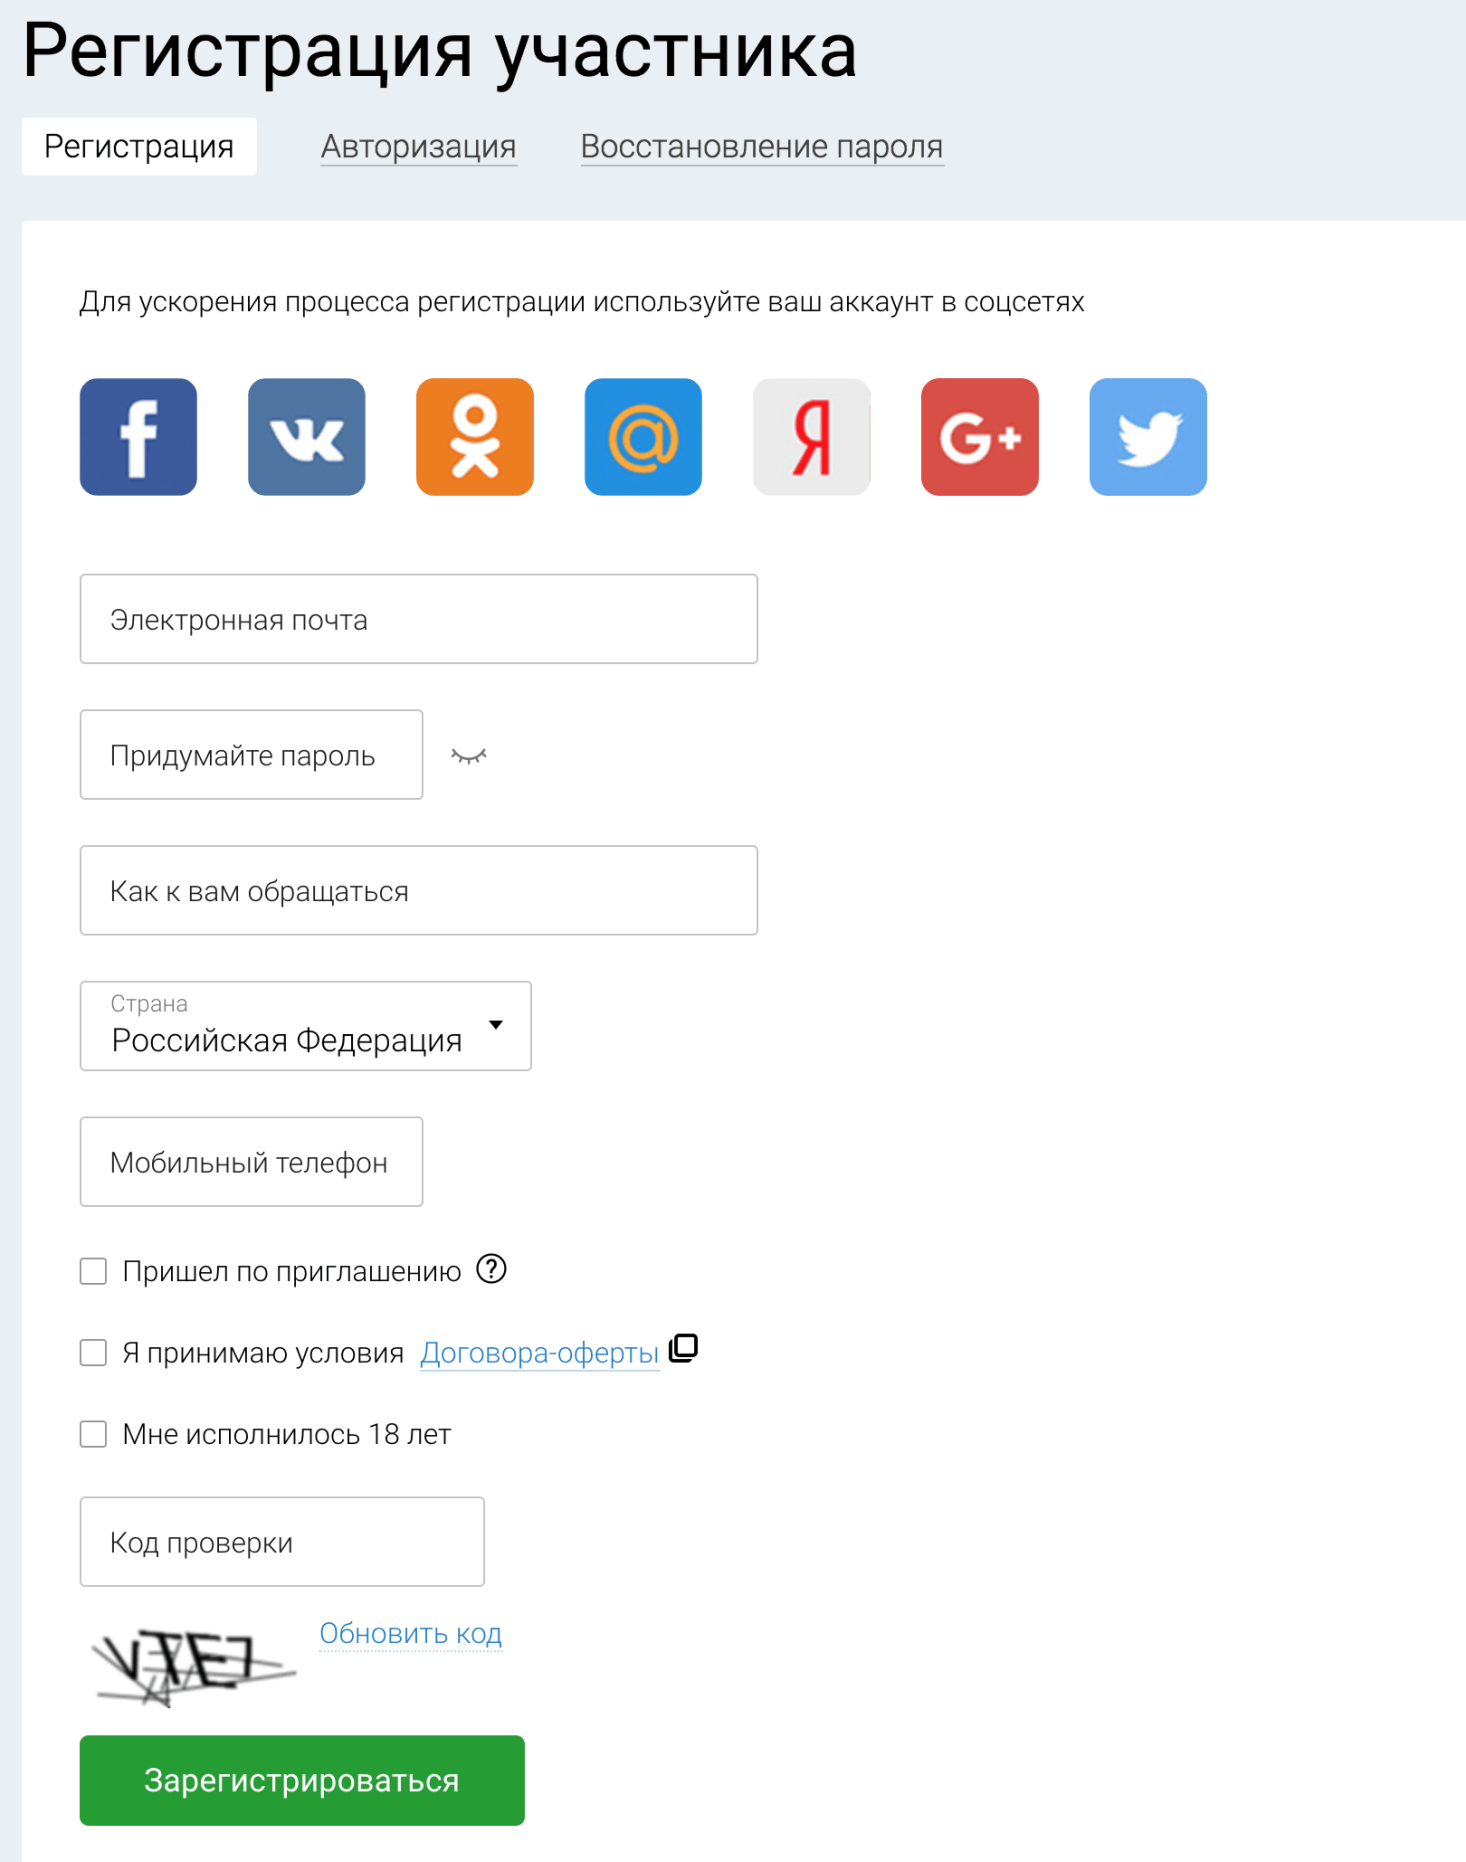 Регистрация участника
Регистрация Авторизация Восстановление пароля
Для ускорения процесса регистрации используйте ваш аккаунт в соцсетях
f VK @ Я G+
Электронная почта
Придумайте пароль
Как к вам обращаться
Страна
Российская Федерация
Мобильный телефон
Пришел по приглашению ?
Я принимаю условия Договора-оферты
Мне исполнилось 18 лет
Код проверки
Обновить код
Зарегистрироваться